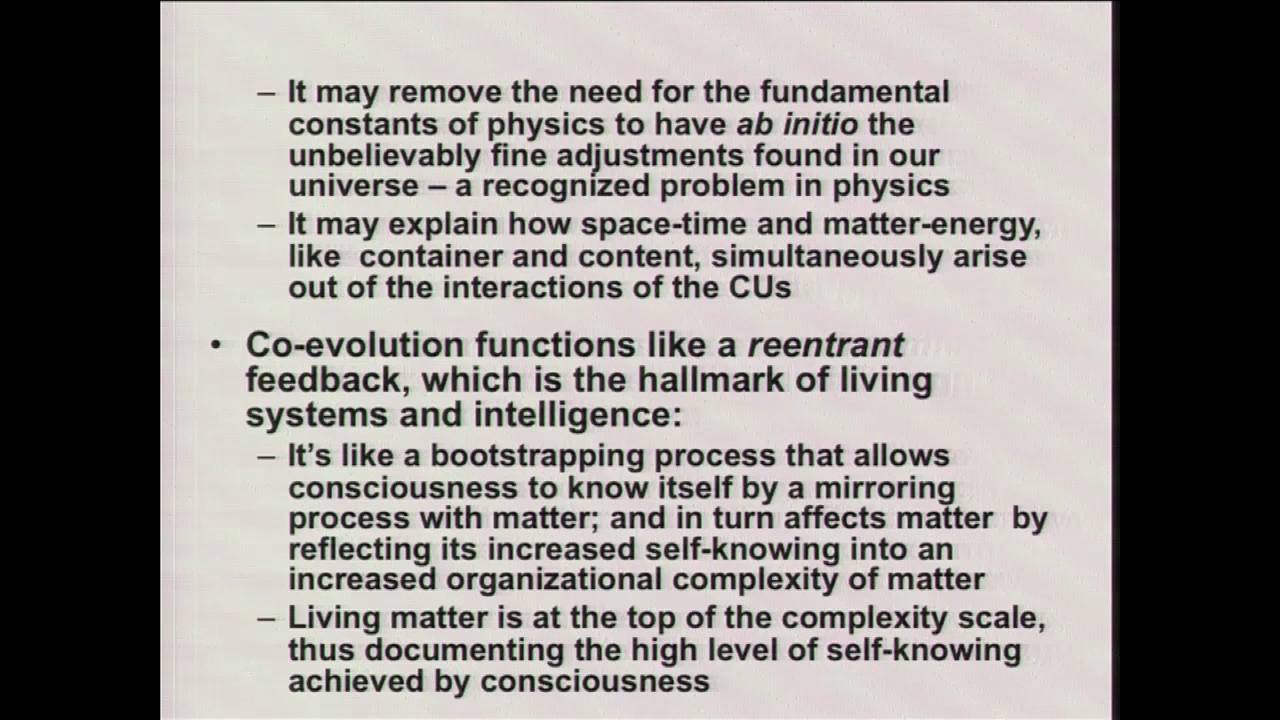 – It may remove the need for the fundamental
constants of physics to have ab initio the
unbelievably fine adjustments found in our
universe – a recognized problem in physics
– It may explain how space-time and matter-energy,
like container and content, simultaneously arise
out of the interactions of the CUs
• Co-evolution functions like a reentrant
feedback, which is the hallmark of living
systems and intelligence:
– It's like a bootstrapping process that allows
consciousness to know itself by a mirroring
process with matter; and in turn affects matter by
reflecting its increased self-knowing into an
increased organizational complexity of matter
– Living matter is at the top of the complexity scale,
thus documenting the high level of self-knowing
achieved by consciousness